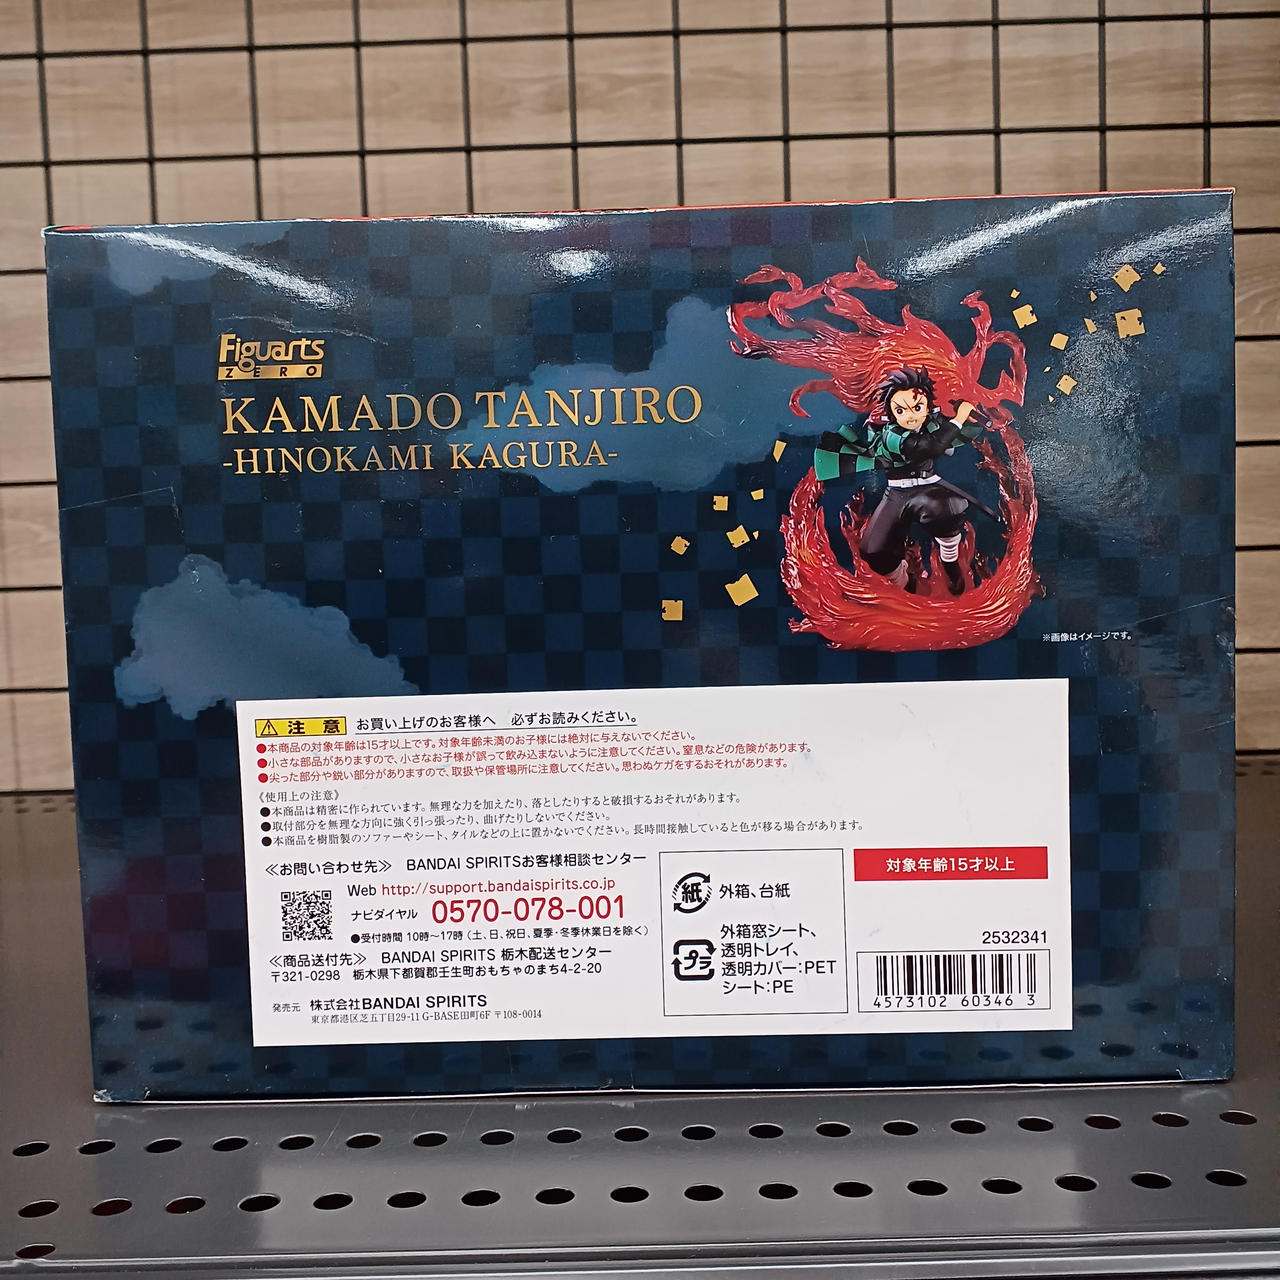 Figuarts
ZERO
KAMADO TANJIRO
-HINOKAMI KAGURA-
※画像はイメージです。
注意 お買い上げのお客様へ 必ずお読みください。
●本商品の対象年齢は15才以上です。対象年齢未満のお子様には絶対に与えないでください。
●小さな部品がありますので、小さなお子様が誤って飲み込まないように注意してください。窒息などの危険があります。
●尖った部分や鋭い部分がありますので、取扱や保管場所に注意してください。思わぬケガをするおそれがあります。
《使用上の注意》
●本商品は精密に作られています。無理な力を加えたり、落としたりすると破損するおそれがあります。
●取付部分を無理な方向に強く引っ張ったり、曲げたりしないでください。
●本商品を樹脂製のソファーやシート、タイルなどの上に置かないでください。長時間接触していると色が移る場合があります。
≪お問い合わせ先≫ BANDAI SPIRITSお客様相談センター
Web http://support.bandaispirits.co.jp
ナビダイヤル 0570-078-001
●受付時間 10時〜17時(土、日、祝日、夏季・冬季休業日を除く)
≪商品送付先≫ BANDAI SPIRITS 栃木配送センター
〒321-0298 栃木県下都賀郡壬生町おもちゃのまち4-2-20
発売元 株式会社BANDAI SPIRITS
東京都港区芝五丁目29-11 G-BASE田町6F 〒108-0014
紙 外箱、台紙
プラ 外箱窓シート、
透明トレイ、
透明カバー:PET
シート:PE
対象年齢15才以上
2532341
4573102 60346 3